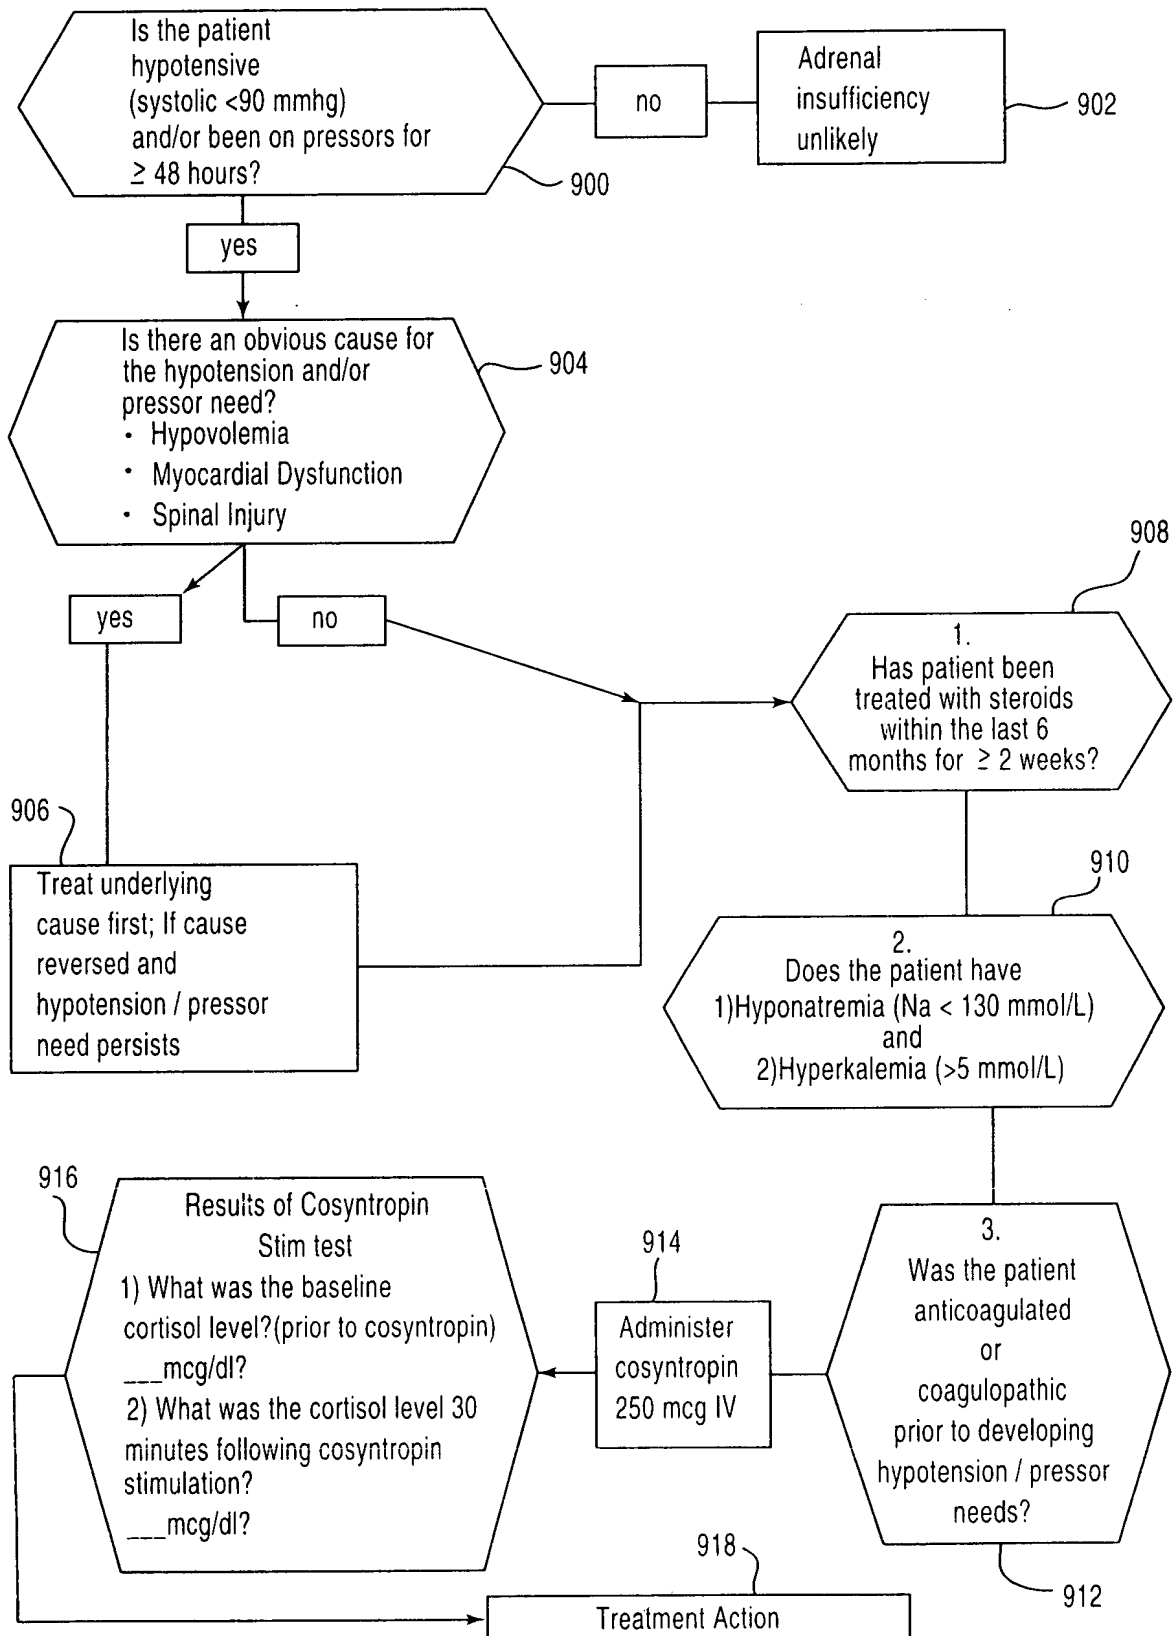 Is the patient
hypotensive
(systolic <90 mmhg)
and/or been on pressors for
≥ 48 hours?
900
no
Adrenal
insufficiency
unlikely
902
yes
Is there an obvious cause for
the hypotension and/or
pressor need?
• Hypovolemia
• Myocardial Dysfunction
• Spinal Injury
904
yes
no
906
Treat underlying
cause first; If cause
reversed and
hypotension / pressor
need persists
908
1.
Has patient been
treated with steroids
within the last 6
months for ≥ 2 weeks?
910
2.
Does the patient have
1)Hyponatremia (Na < 130 mmol/L)
and
2)Hyperkalemia (>5 mmol/L)
3.
Was the patient
anticoagulated
or
coagulopathic
prior to developing
hypotension / pressor
needs?
912
914
Administer
cosyntropin
250 mcg IV
916
Results of Cosyntropin
Stim test
1) What was the baseline
cortisol level?(prior to cosyntropin)
___mcg/dl?
2) What was the cortisol level 30
minutes following cosyntropin
stimulation?
___mcg/dl?
918
Treatment Action